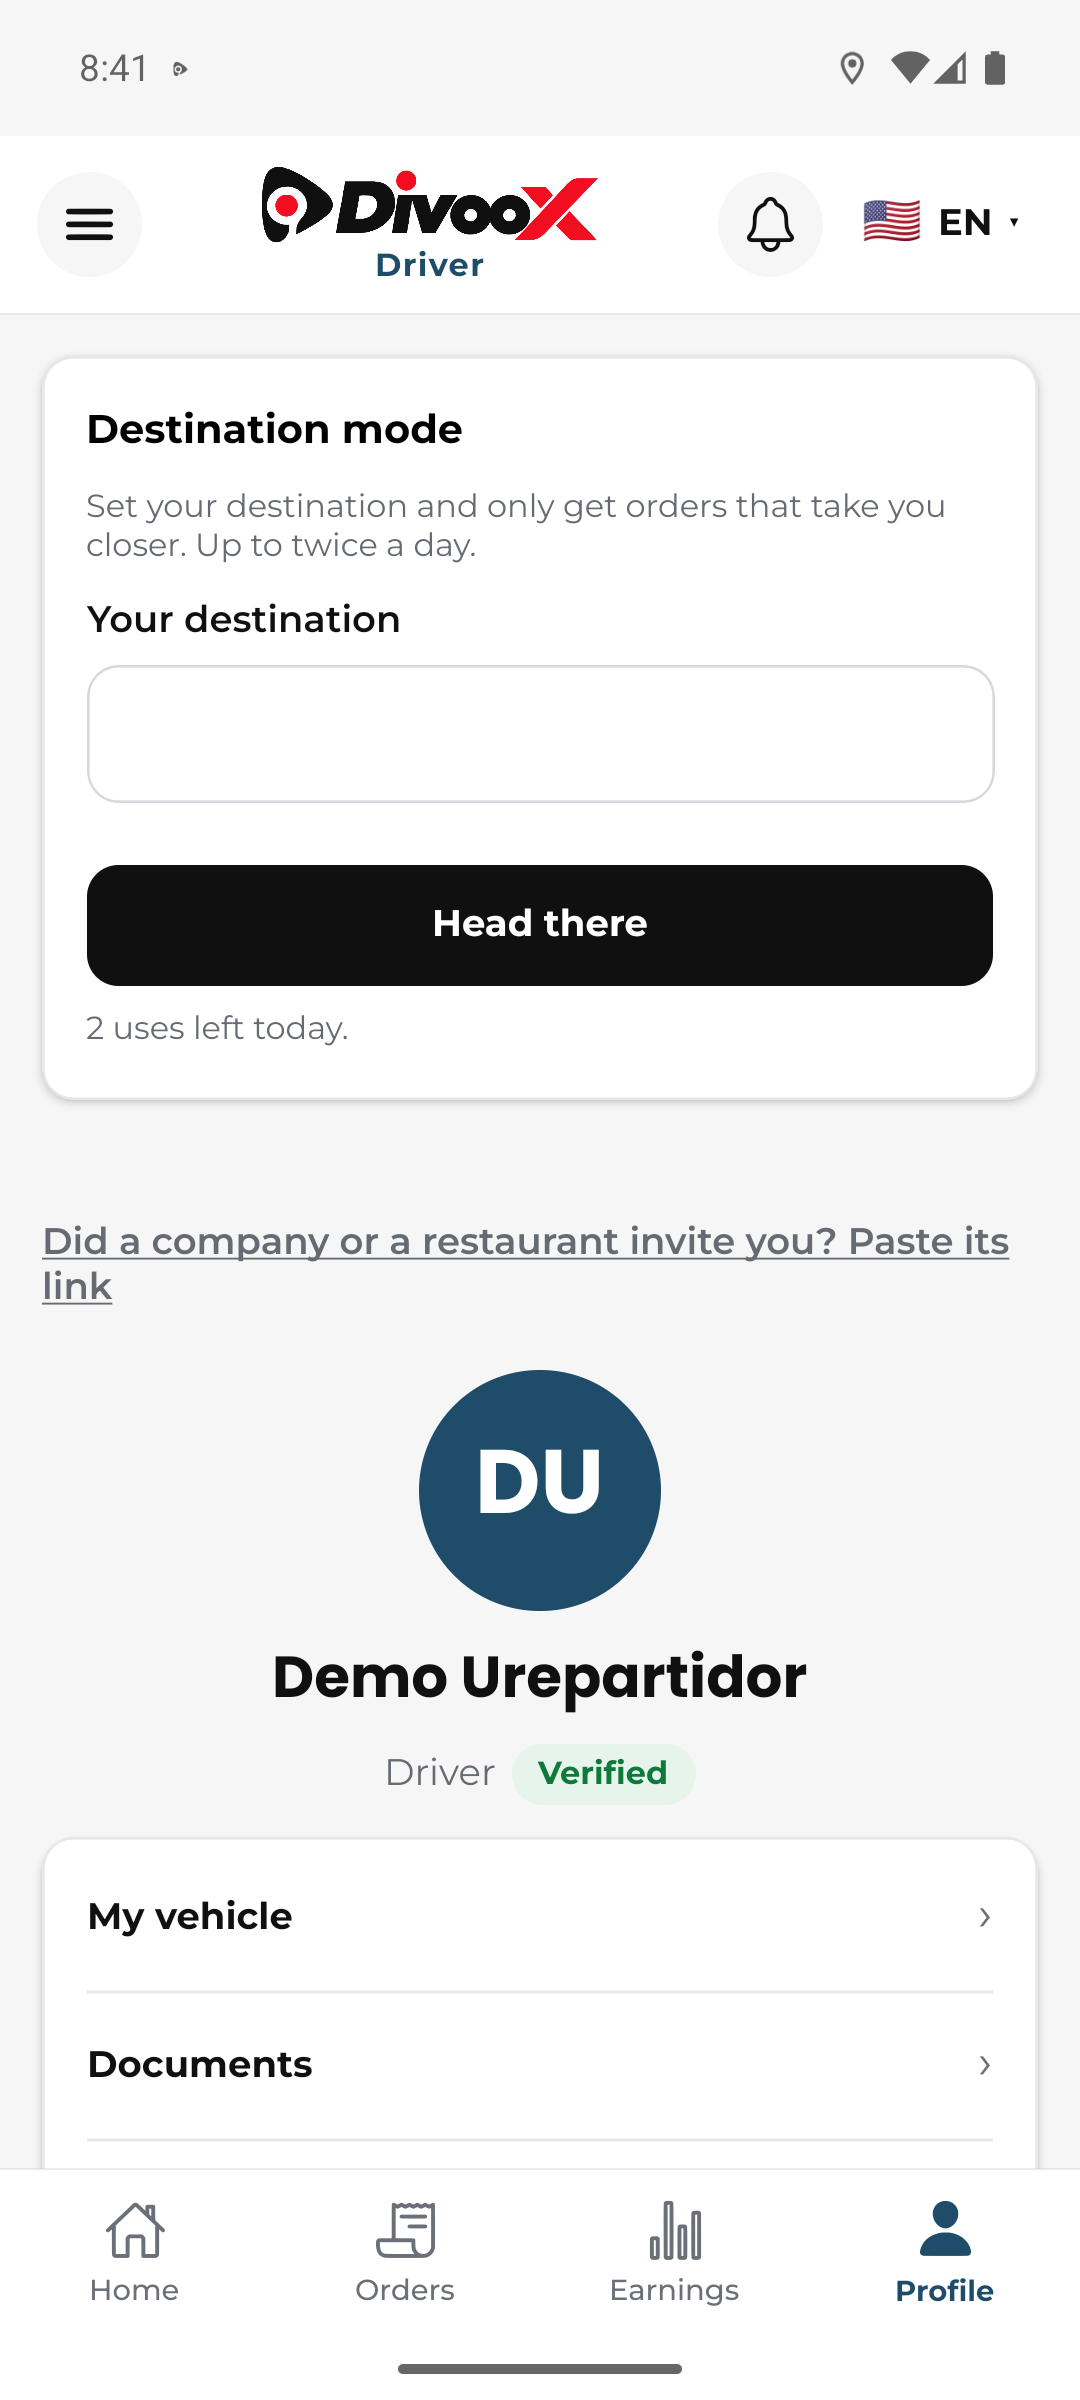 8:41
DivooX
Driver
EN
Destination mode
Set your destination and only get orders that take you
closer. Up to twice a day.
Your destination
Head there
2 uses left today.
Did a company or a restaurant invite you? Paste its
link
DU
Demo Urepartidor
Driver Verified
My vehicle
Documents
Home Orders Earnings Profile